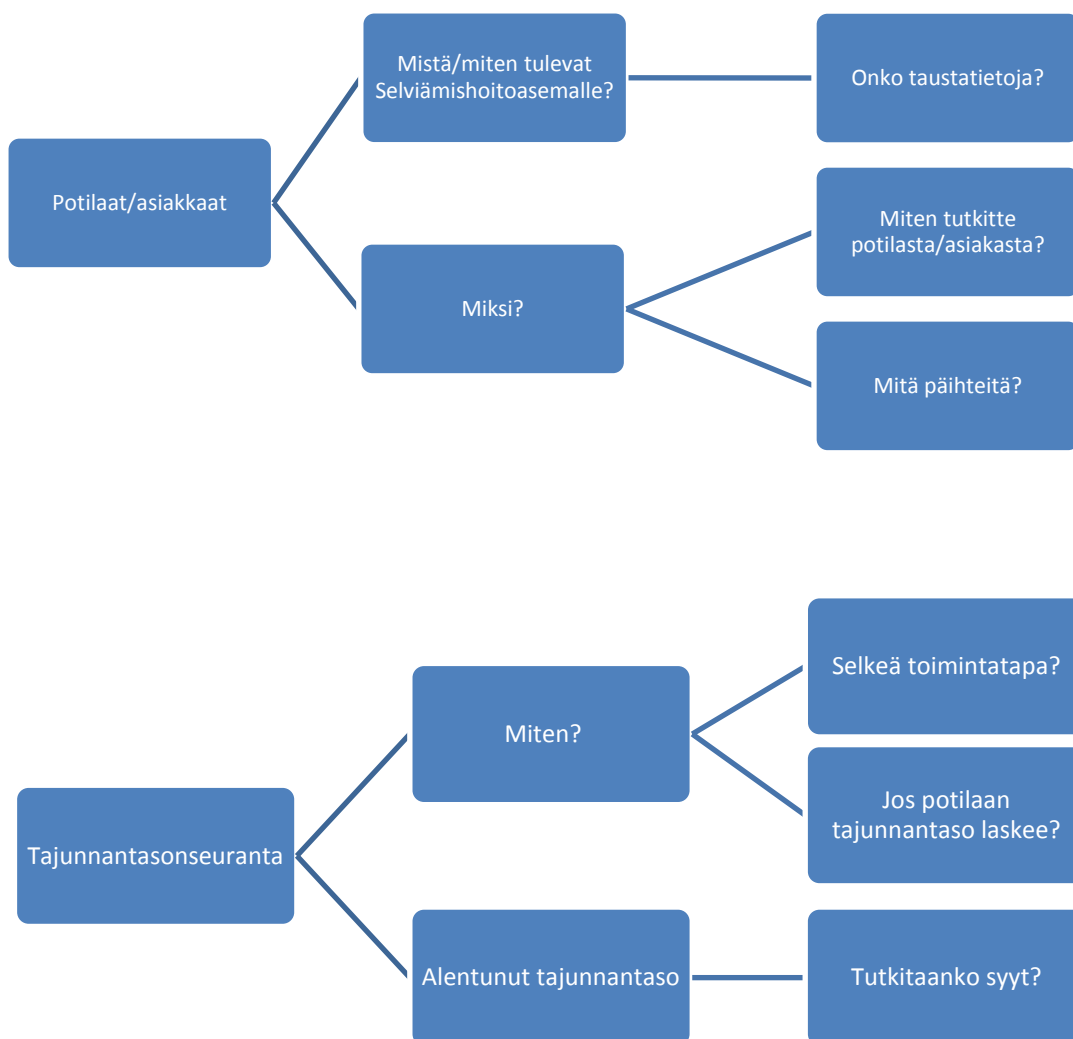 Potilaat/asiakkaat
Mistä/miten tulevat
Selviämishoitoasemalle?
Onko taustatietoja?
Miksi?
Miten tutkitte
potilasta/asiakasta?
Mitä päihteitä?
Tajunnantasonseuranta
Miten?
Selkeä toimintatapa?
Jos potilaan
tajunnantaso laskee?
Alentunut tajunnantaso
Tutkitaanko syyt?